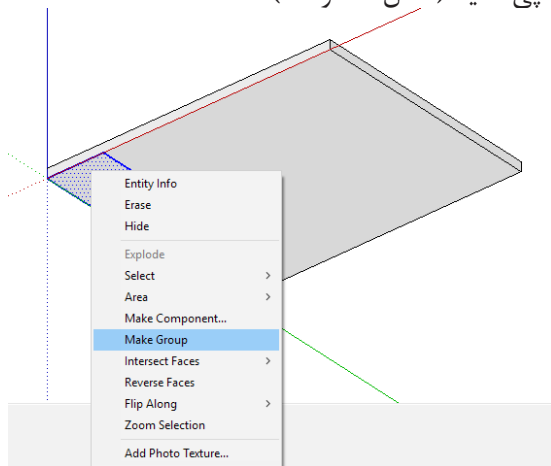 Entity Info
Erase
Hide
Explode
Select
Area
Make Component...
Make Group
Intersect Faces
Reverse Faces
Flip Along
Zoom Selection
Add Photo Texture...